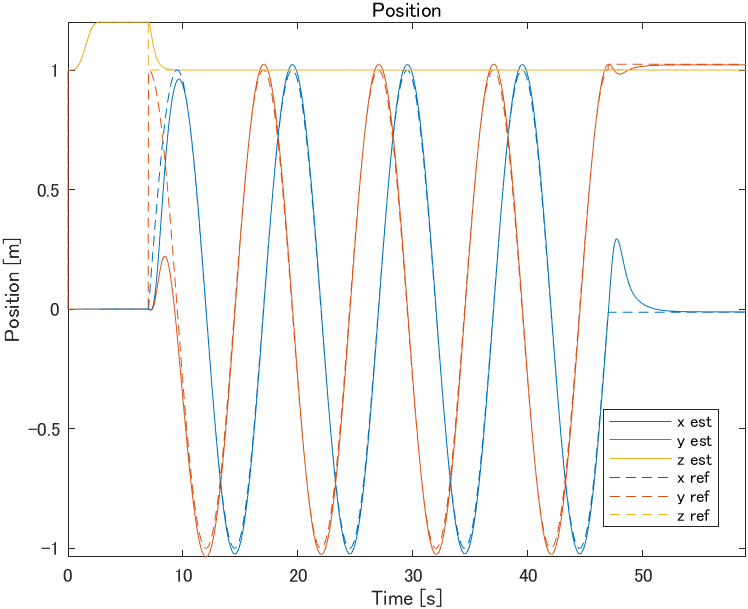 Position
1
0.5
0
-0.5
-1
Position [m]
0
10
20
30
40
50
Time [s]
x est
y est
z est
x ref
y ref
z ref